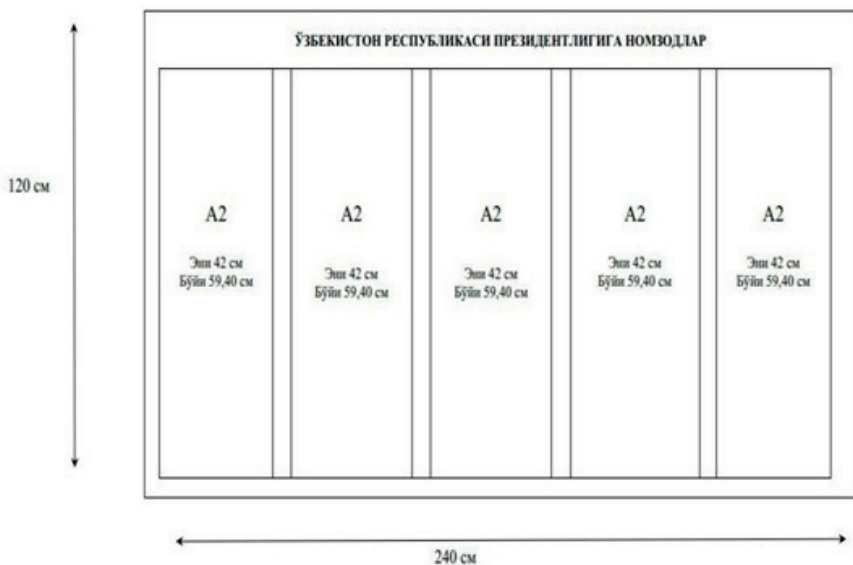 ЎЗБЕКИСТОН РЕСПУБЛИКАСИ ПРЕЗИДЕНТЛИГИГА НОМЗОДЛАР
120 см
А2
Эни 42 см
Бўйи 59,40 см
А2
Эни 42 см
Бўйи 59,40 см
А2
Эни 42 см
Бўйи 59,40 см
А2
Эни 42 см
Бўйи 59,40 см
А2
Эни 42 см
Бўйи 59,40 см
240 см